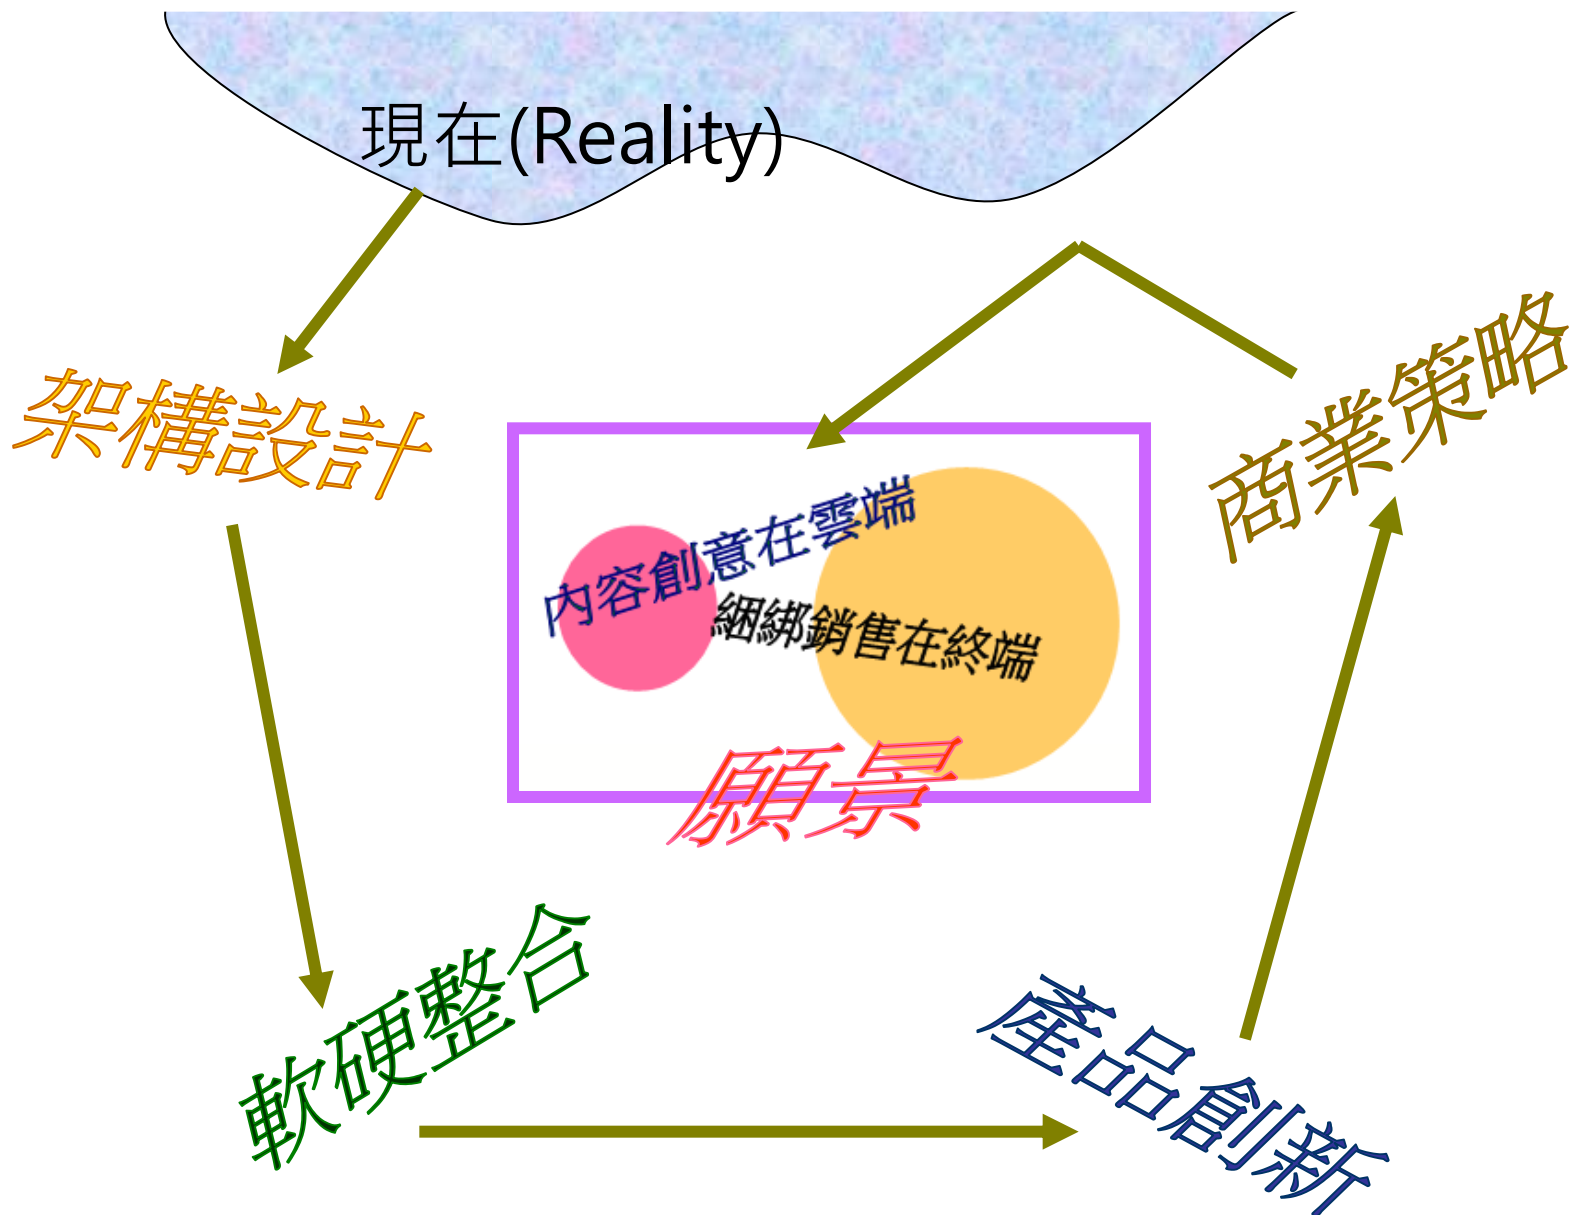 現在(Reality)
架構設計
商業策略
內容創意在雲端
綑綁銷售在終端
願景
軟硬整合
產品創新